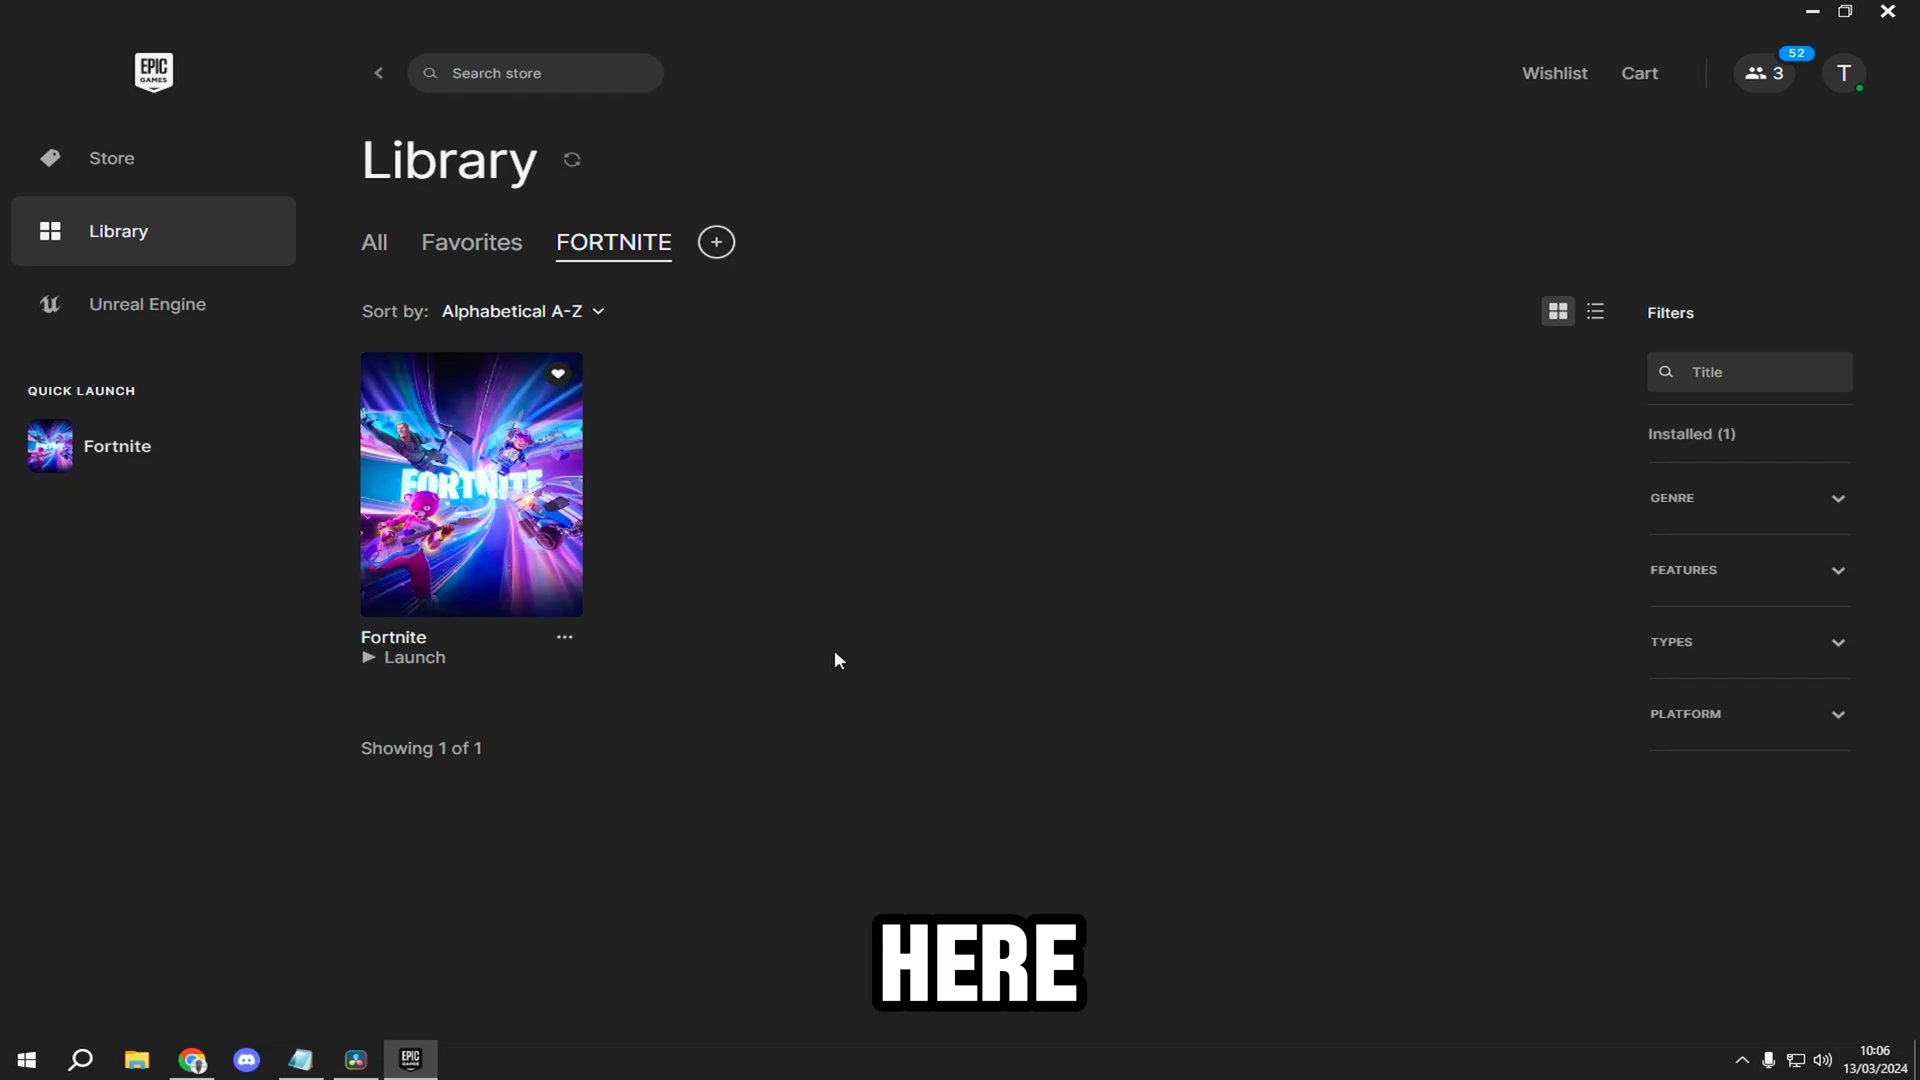 EPIC
GAMES
Search store
Wishlist
Cart
3
52
T
Store
Library
Unreal Engine
QUICK LAUNCH
Fortnite
Library
All
Favorites
FORTNITE
+
Sort by: Alphabetical A-Z
FORTNITE
Fortnite
Launch
Showing 1 of 1
Filters
Title
Installed (1)
GENRE
FEATURES
TYPES
PLATFORM
HERE
EPIC
GAMES
10:06
13/03/2024